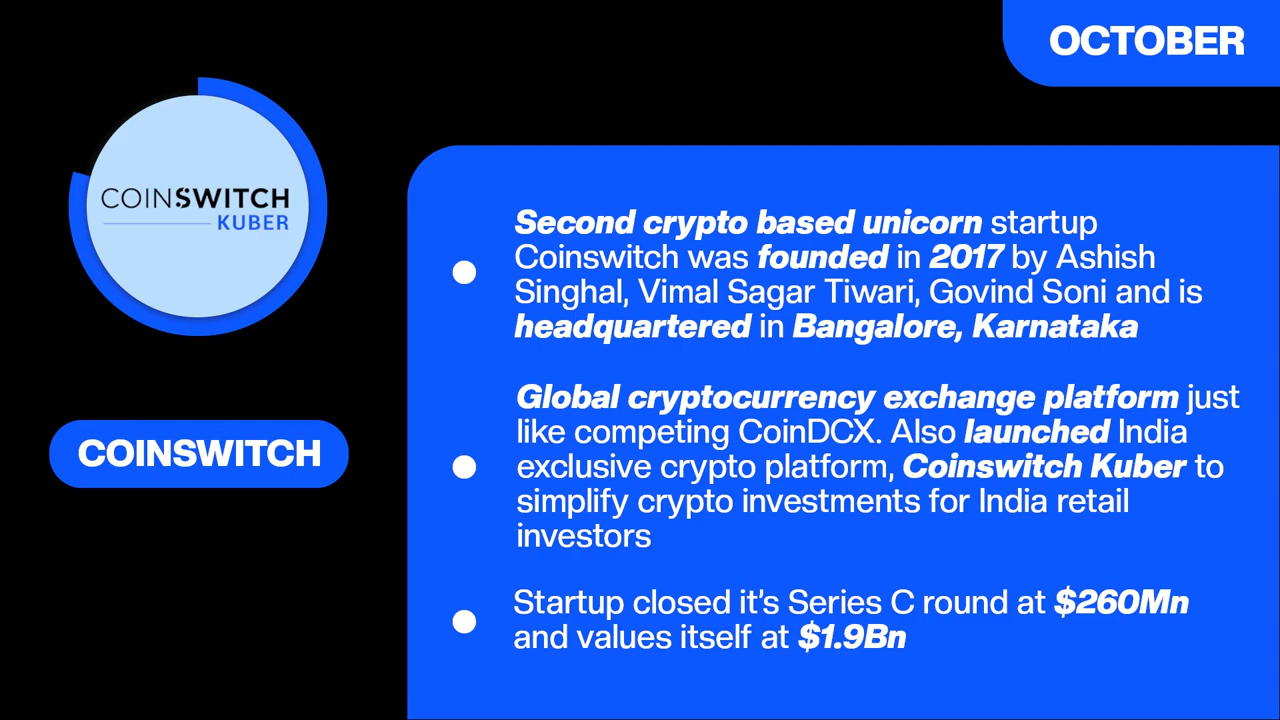 OCTOBER
COINSWITCH
KUBER
COINSWITCH
Second crypto based unicorn startup
Coinswitch was founded in 2017 by Ashish
Singhal, Vimal Sagar Tiwari, Govind Soni and is
headquartered in Bangalore, Karnataka
Global cryptocurrency exchange platform just
like competing CoinDCX. Also launched India
exclusive crypto platform, Coinswitch Kuber to
simplify crypto investments for India retail
investors
Startup closed it's Series C round at $260Mn
and values itself at $1.9Bn